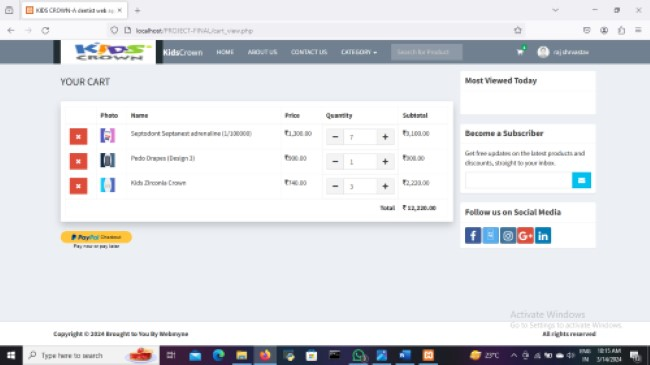 KIDS CROWN -A dentist web ap
localhost/PROJECT-FINAL/cart_view.php
KIDS CROWN
KidsCrown HOME ABOUT US CONTACT US CATEGORY Search for Product raj shrivastav
YOUR CART
Photo Name Price Quantity Subtotal
Septodont Septanest adrenaline (1/100000) ₹1,300.00 7 ₹9,100.00
Pedo Drapes (Design 3) ₹900.00 1 ₹900.00
Kids Zirconia Crown ₹740.00 3 ₹2,220.00
Total ₹ 12,220.00
PayPal Checkout
Pay now or pay later
Most Viewed Today
Become a Subscriber
Get free updates on the latest products and
discounts, straight to your inbox.
Follow us on Social Media
Activate Windows
Go to Settings to activate Windows.
Copyright © 2024 Brought to You By Webmyne
All rights reserved
Type here to search
23°C
ENG
IN
10:15 AM
3/14/2024